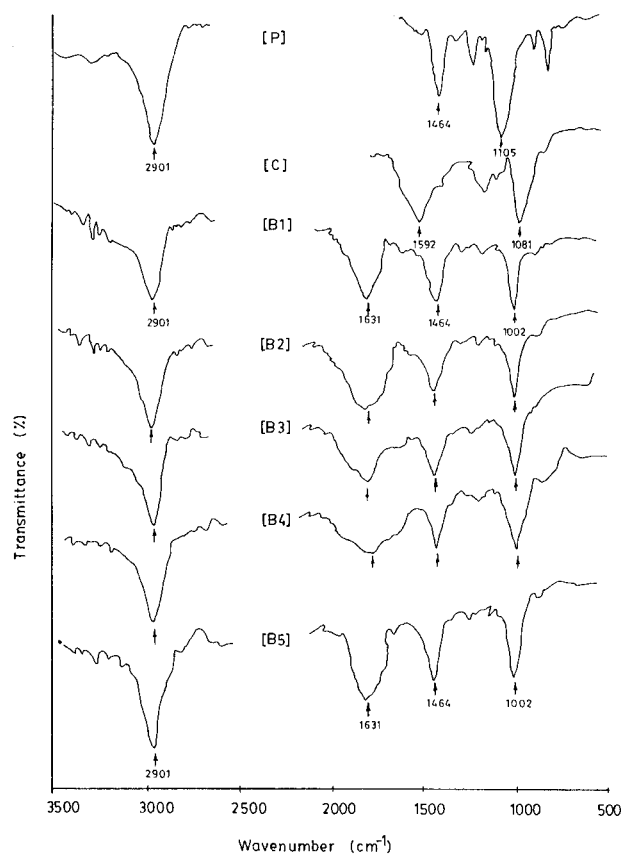 [P]
1464
2901
1105
[C]
1592
1081
[B1]
2901
1631
1464
1002
[B2]
[B3]
[B4]
[B5]
1631
1464
1002
2901
Transmittance (%)
3500 3000 2500 2000 1500 1000 500
Wavenumber (cm⁻¹)